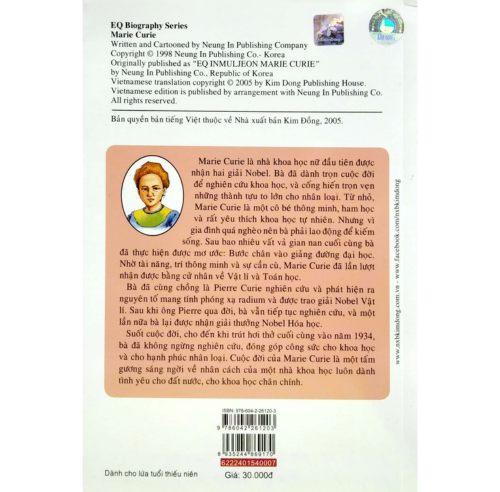 EQ Biography Series
Marie Curie
Written and Cartooned by Neung In Publishing Company
Copyright © 1998 Neung In Publishing Co.- Korea
Originally published as "EQ INMULJEON MARIE CURIE"
by Neung In Publishing Co., Republic of Korea
Vietnamese translation copyright © 2005 by Kim Dong Publishing House.
Vietnamese edition is published by arrangement with Neung In Publishing Co.
All rights reserved.
Bản quyền bản tiếng Việt thuộc về Nhà xuất bản Kim Đồng, 2005.
Marie Curie là nhà khoa học nữ đầu tiên được
nhận hai giải Nobel. Bà đã dành trọn cuộc đời
để nghiên cứu khoa học, và cống hiến trọn vẹn
những thành tựu to lớn cho nhân loại. Từ nhỏ,
Marie Curie là một cô bé thông minh, ham học
và rất yêu thích khoa học tự nhiên. Nhưng vì
gia đình quá nghèo nên bà phải lao động để kiếm
sống. Sau bao nhiêu vất vả gian nan cuối cùng bà
đã thực hiện được mơ ước: Bước chân vào giảng đường đại học.
Nhờ tài năng, trí thông minh và sự cần cù, Marie Curie đã lần lượt
nhận được bằng cử nhân về Vật lí và Toán học.
Bà đã cùng chồng là Pierre Curie nghiên cứu và phát hiện ra
nguyên tố mang tính phóng xạ radium và được trao giải Nobel Vật
lí. Sau khi ông Pierre qua đời, bà vẫn tiếp tục nghiên cứu, và một
lần nữa bà lại được nhận giải thưởng Nobel Hóa học.
Suốt cuộc đời, cho đến khi trút hơi thở cuối cùng vào năm 1934,
bà đã không ngừng nghiên cứu, đóng góp công sức cho khoa học
và cho hạnh phúc nhân loại. Cuộc đời của Marie Curie là một tấm
gương sáng ngời về nhân cách của một nhà khoa học luôn dành
tình yêu cho đất nước, cho khoa học chân chính.
www.nxbkimdong.com.vn - www.facebook.com/nxbkimdong
ISBN: 978-604-2-26120-3
9 786042 261203
8 935244 869170
6222401540007
Dành cho lứa tuổi thiếu niên
Giá: 30.000đ